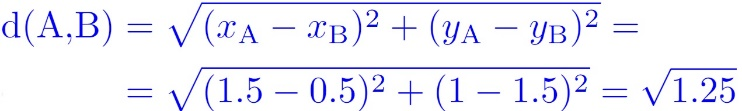 d(A,B) = √((x_A − x_B)² + (y_A − y_B)²) =
= √((1.5 − 0.5)² + (1 − 1.5)²) = √1.25